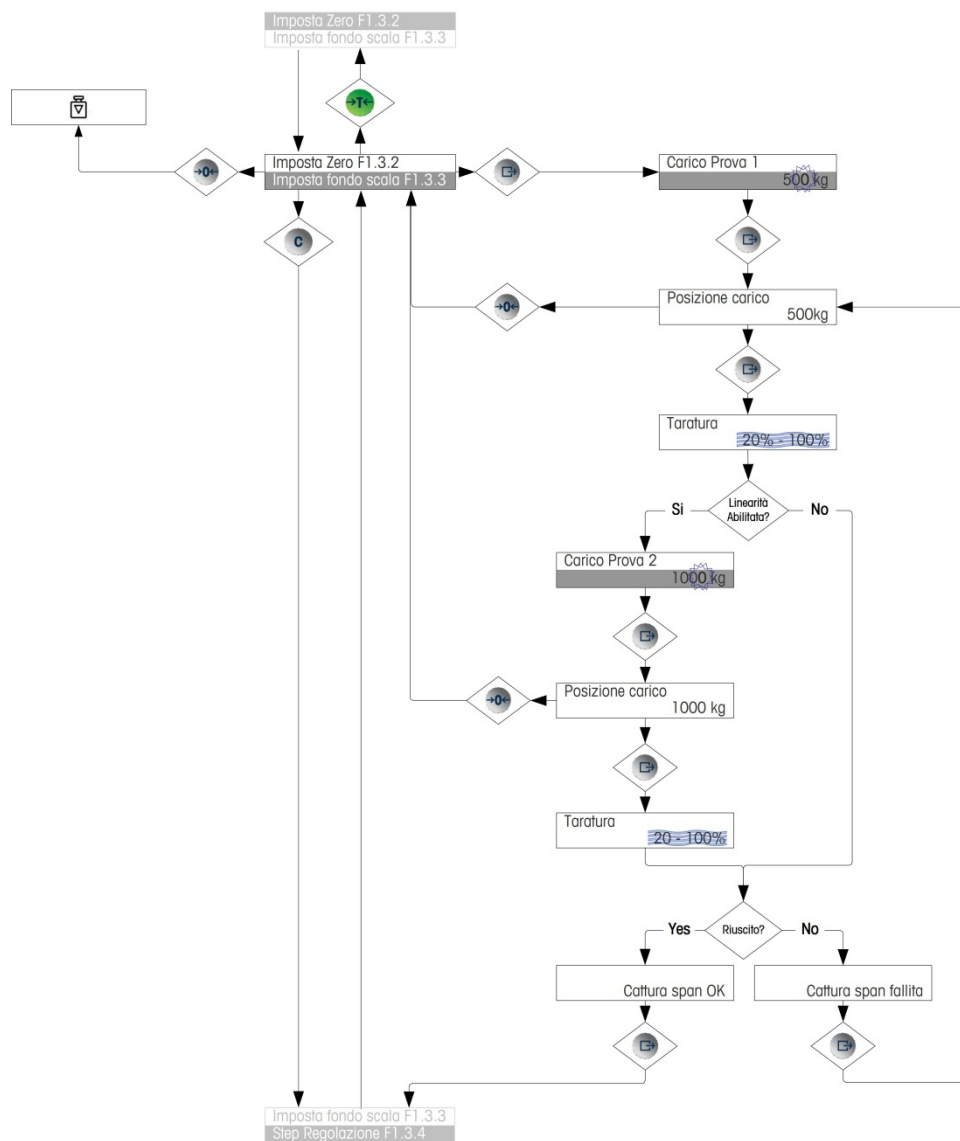 Imposta Zero F1.3.2
Imposta fondo scala F1.3.3
→T←
→0←
Imposta Zero F1.3.2
Imposta fondo scala F1.3.3
Carico Prova 1
500 kg
C
Posizione carico
500kg
→0←
Taratura
20% - 100%
Linearità
Abilitata?
Si
No
Carico Prova 2
1000 kg
Posizione carico
1000 kg
→0←
Taratura
20 - 100%
Riuscito?
Yes
No
Cattura span OK
Cattura span fallita
Imposta fondo scala F1.3.3
Step Regolazione F1.3.4